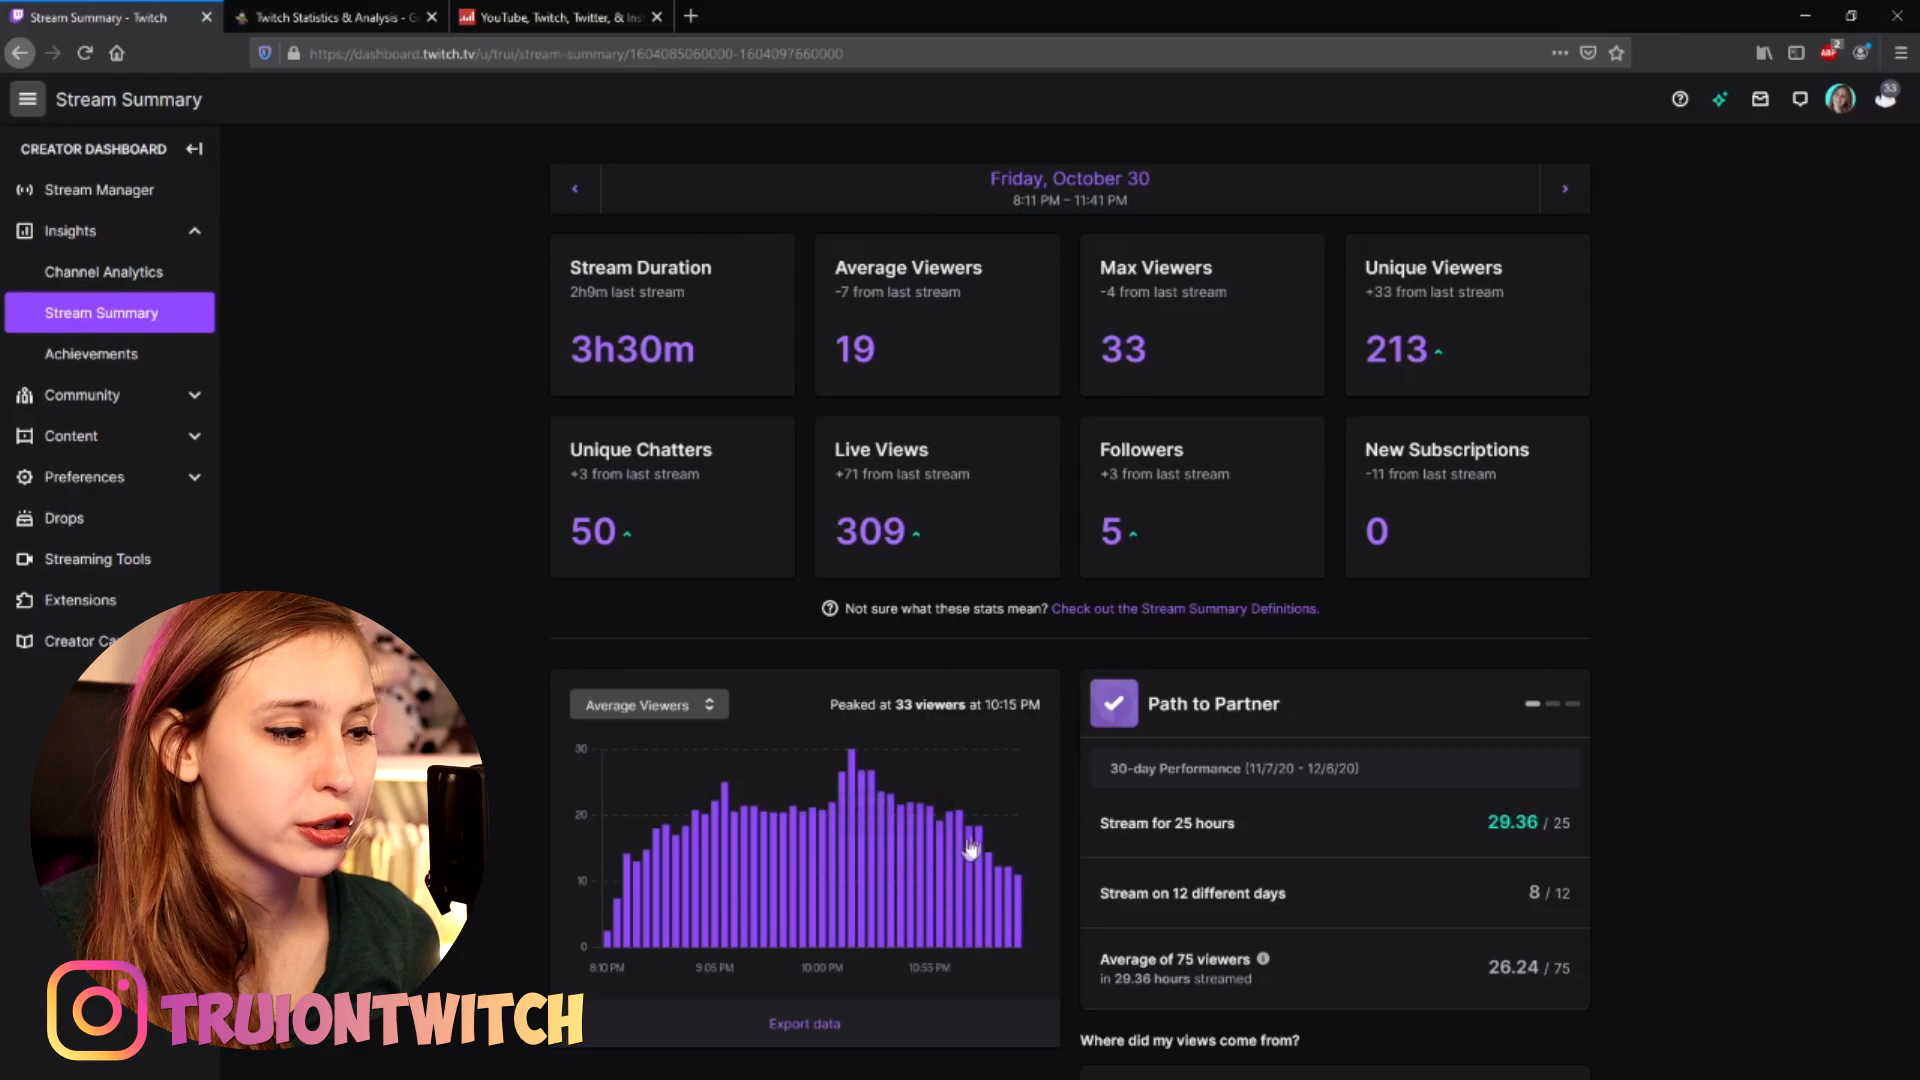 Stream Summary - Twitch
Twitch Statistics & Analysis - G
YouTube, Twitch, Twitter, & Ins
https://dashboard.twitch.tv/u/trui/stream-summary/1604085060000-1604097660000
ABP
2
Stream Summary
33
CREATOR DASHBOARD
Stream Manager
Insights
Channel Analytics
Stream Summary
Achievements
Community
Content
Preferences
Drops
Streaming Tools
Extensions
Creator Ca
Friday, October 30
8:11 PM – 11:41 PM
Stream Duration
2h9m last stream
3h30m
Average Viewers
-7 from last stream
19
Max Viewers
-4 from last stream
33
Unique Viewers
+33 from last stream
213
Unique Chatters
+3 from last stream
50
Live Views
+71 from last stream
309
Followers
+3 from last stream
5
New Subscriptions
-11 from last stream
0
Not sure what these stats mean? Check out the Stream Summary Definitions.
Average Viewers
Peaked at 33 viewers at 10:15 PM
30
20
10
0
8:10 PM
9:05 PM
10:00 PM
10:55 PM
Export data
Path to Partner
30-day Performance (11/7/20 - 12/6/20)
Stream for 25 hours
29.36 / 25
Stream on 12 different days
8 / 12
Average of 75 viewers
in 29.36 hours streamed
26.24 / 75
Where did my views come from?
TRUIONTWITCH